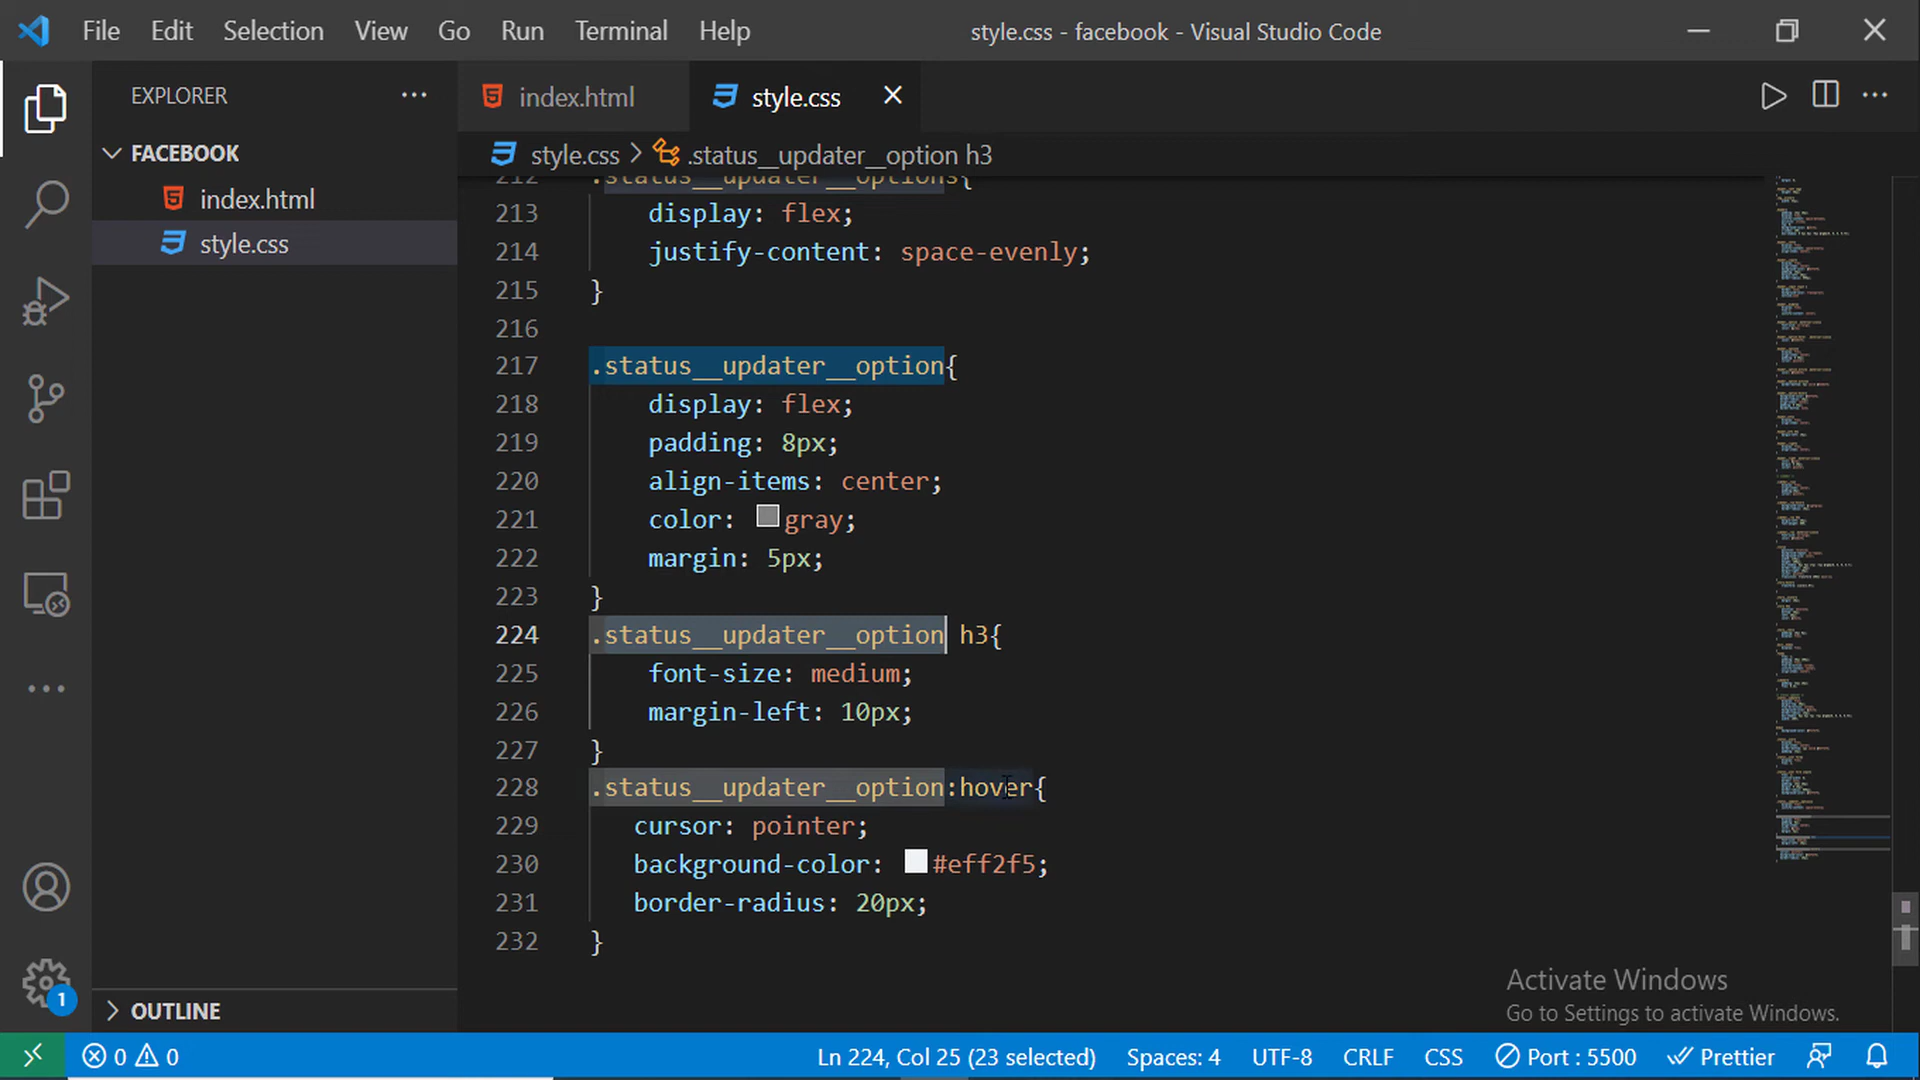 File Edit Selection View Go Run Terminal Help style.css - facebook - Visual Studio Code
EXPLORER
index.html
style.css
FACEBOOK
style.css > .status__updater__option h3
index.html
style.css
212 .status__updater__options{
213 display: flex;
214 justify-content: space-evenly;
215 }
216
217 .status__updater__option{
218 display: flex;
219 padding: 8px;
220 align-items: center;
221 color: gray;
222 margin: 5px;
223 }
224 .status__updater__option h3{
225 font-size: medium;
226 margin-left: 10px;
227 }
228 .status__updater__option:hover{
229 cursor: pointer;
230 background-color: #eff2f5;
231 border-radius: 20px;
232 }
1
OUTLINE
Activate Windows
Go to Settings to activate Windows.
0 0 Ln 224, Col 25 (23 selected) Spaces: 4 UTF-8 CRLF CSS Port : 5500 Prettier